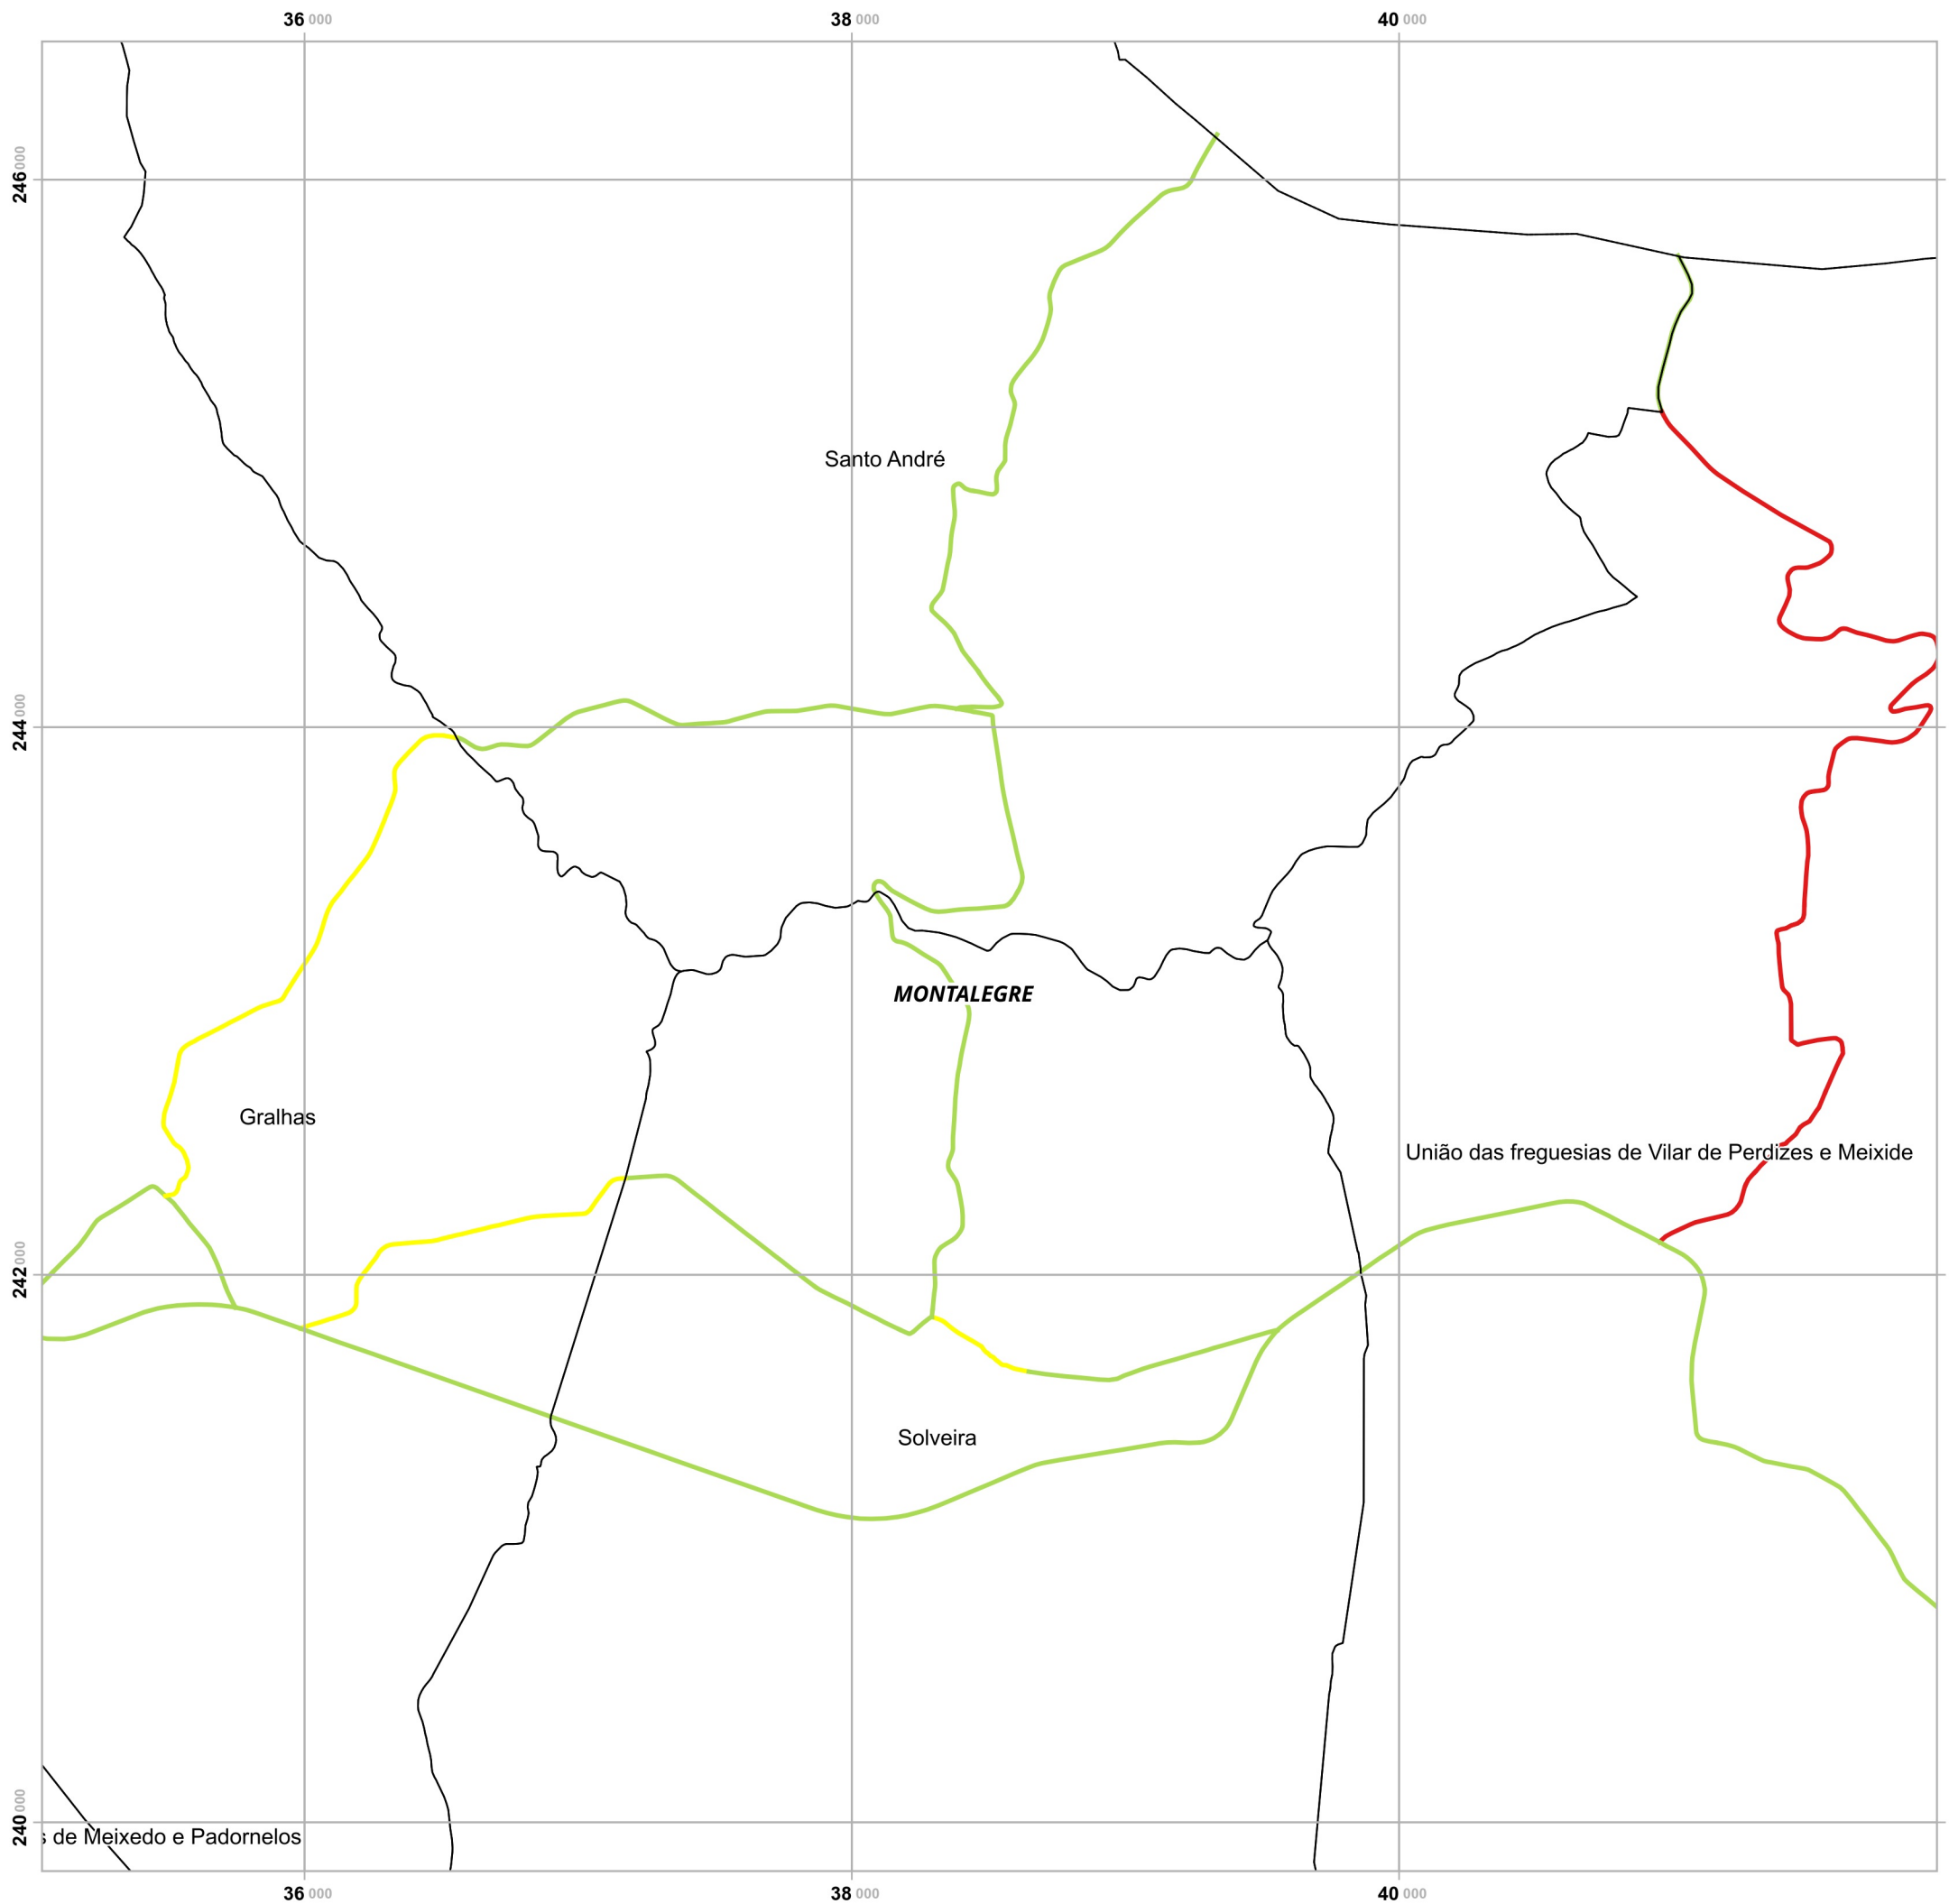 36 000 38 000 40 000
246 000
Santo André
244 000
MONTALEGRE
Gralhas
União das freguesias de Vilar de Perdizes e Meixide
242 000
Solveira
240 000
s de Meixedo e Padornelos
36 000 38 000 40 000